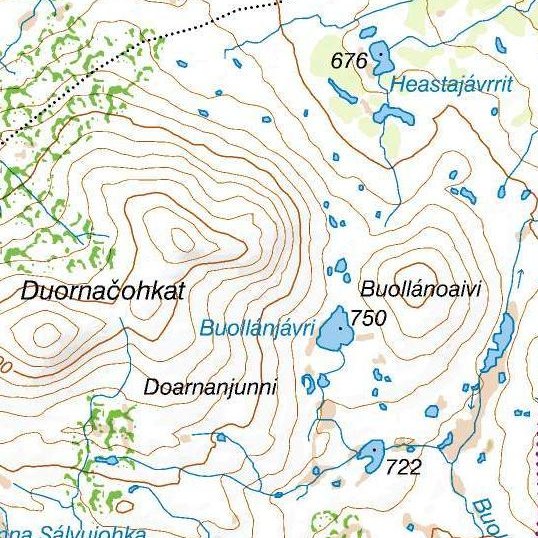 676
Heastajávrrit
Duornačohkat
Buollánoaivi
750
Buollánjávri
Doarnanjunni
722